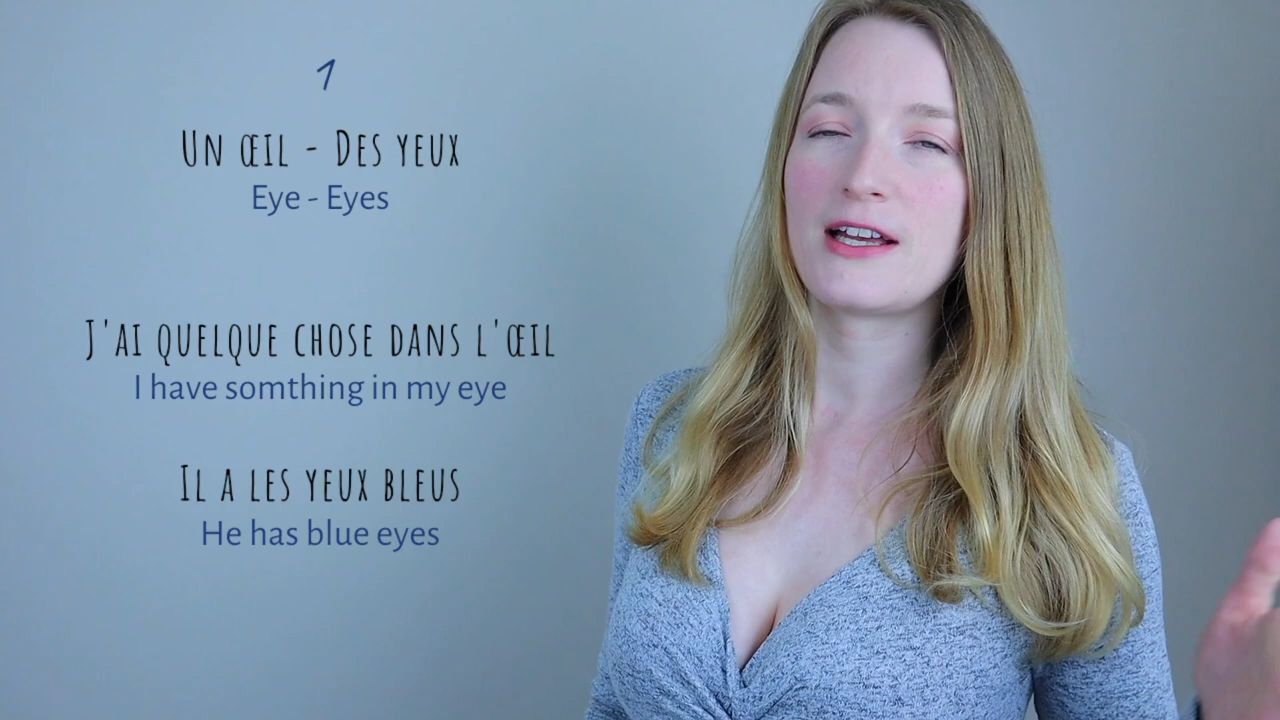 1
Un œil - Des yeux
Eye - Eyes
J'ai quelque chose dans l'œil
I have somthing in my eye
Il a les yeux bleus
He has blue eyes